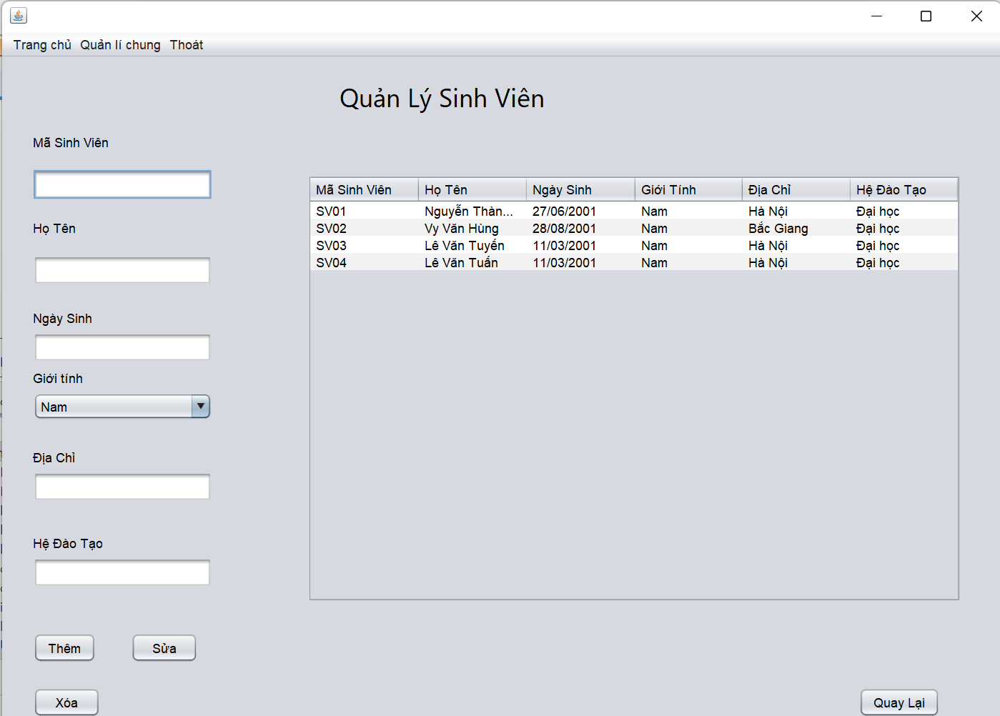 Trang chủ Quản lí chung Thoát
Quản Lý Sinh Viên
Mã Sinh Viên
Họ Tên
Ngày Sinh
Giới tính
Nam
Địa Chỉ
Hệ Đào Tạo
Thêm Sửa
Xóa
Mã Sinh Viên Họ Tên Ngày Sinh Giới Tính Địa Chỉ Hệ Đào Tạo
SV01 Nguyễn Thàn... 27/06/2001 Nam Hà Nội Đại học
SV02 Vy Văn Hùng 28/08/2001 Nam Bắc Giang Đại học
SV03 Lê Văn Tuyến 11/03/2001 Nam Hà Nội Đại học
SV04 Lê Văn Tuấn 11/03/2001 Nam Hà Nội Đại học
Quay Lại